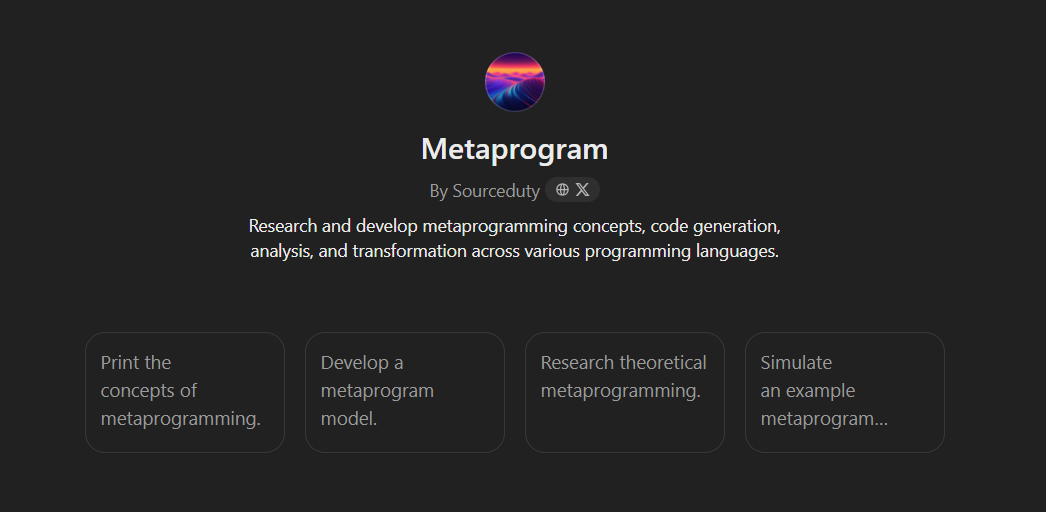 Metaprogram
By Sourceduty
Research and develop metaprogramming concepts, code generation,
analysis, and transformation across various programming languages.
Print the
concepts of
metaprogramming.
Develop a
metaprogram
model.
Research theoretical
metaprogramming.
Simulate
an example
metaprogram...